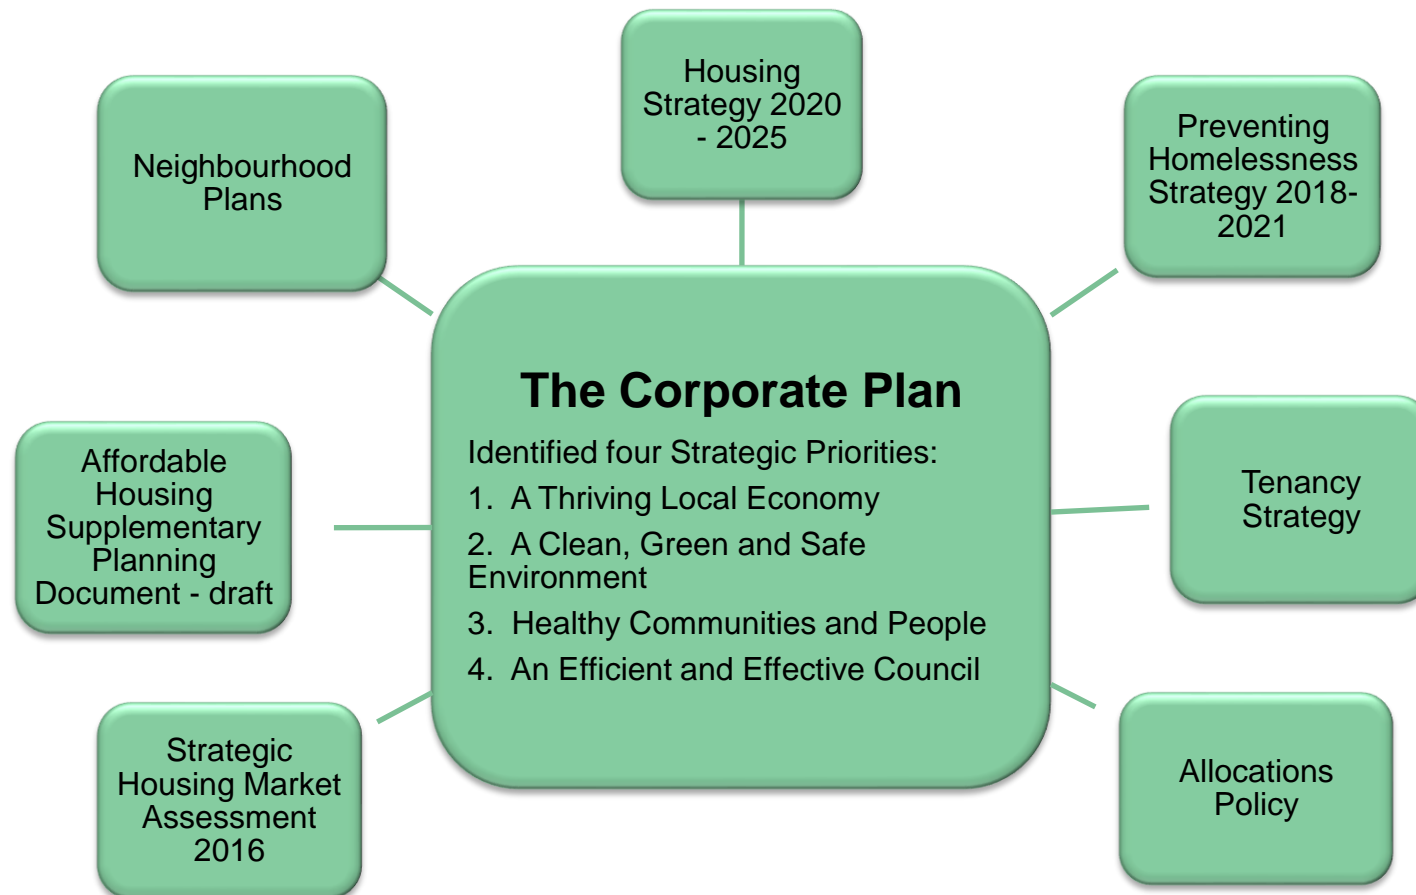 Housing
Strategy 2020
- 2025
Neighbourhood
Plans
Preventing
Homelessness
Strategy 2018-
2021
The Corporate Plan
Identified four Strategic Priorities:
1. A Thriving Local Economy
2. A Clean, Green and Safe
Environment
3. Healthy Communities and People
4. An Efficient and Effective Council
Affordable
Housing
Supplementary
Planning
Document - draft
Tenancy
Strategy
Strategic
Housing Market
Assessment
2016
Allocations
Policy